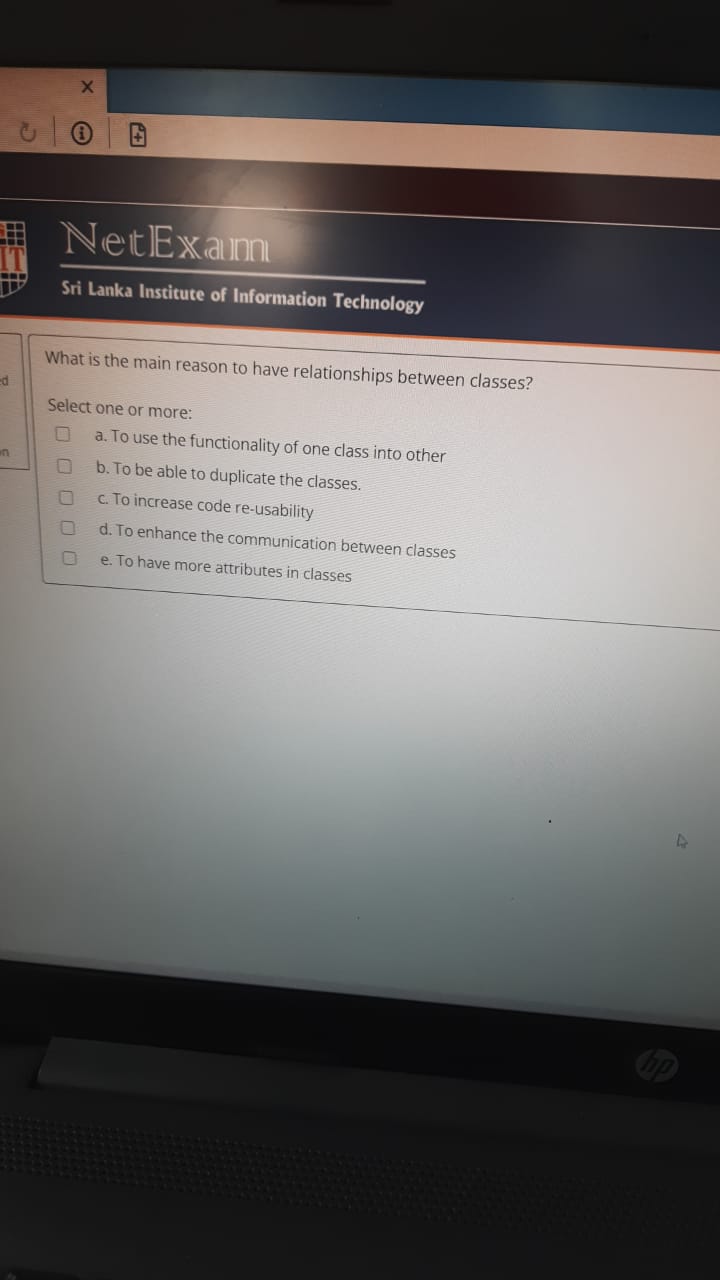 NetExam
IT
Sri Lanka Institute of Information Technology
What is the main reason to have relationships between classes?
Select one or more:
a. To use the functionality of one class into other
b. To be able to duplicate the classes.
c. To increase code re-usability
d. To enhance the communication between classes
e. To have more attributes in classes
hp